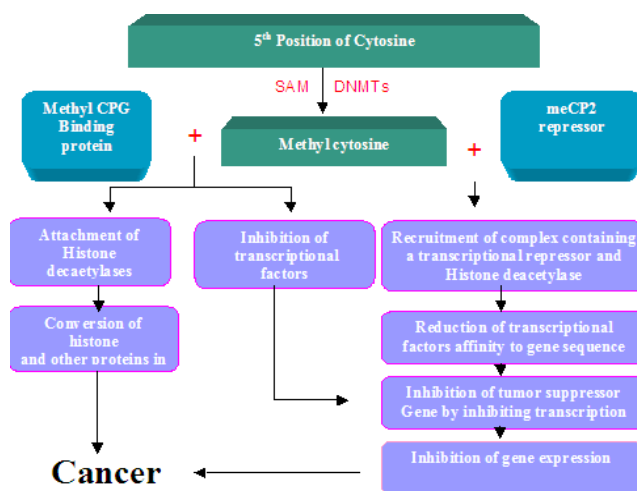 5th Position of Cytosine
SAM DNMTs
Methyl CPG
Binding
protein
+
Methyl cytosine
+
meCP2
repressor
Attachment of
Histone
decaetylases
Inhibition of
transcriptional
factors
Recruitment of complex containing
a transcriptional repressor and
Histone deacetylase
Conversion of
histone
and other proteins in
Reduction of transcriptional
factors affinity to gene sequence
Inhibition of tumor suppressor
Gene by inhibiting transcription
Inhibition of gene expression
Cancer